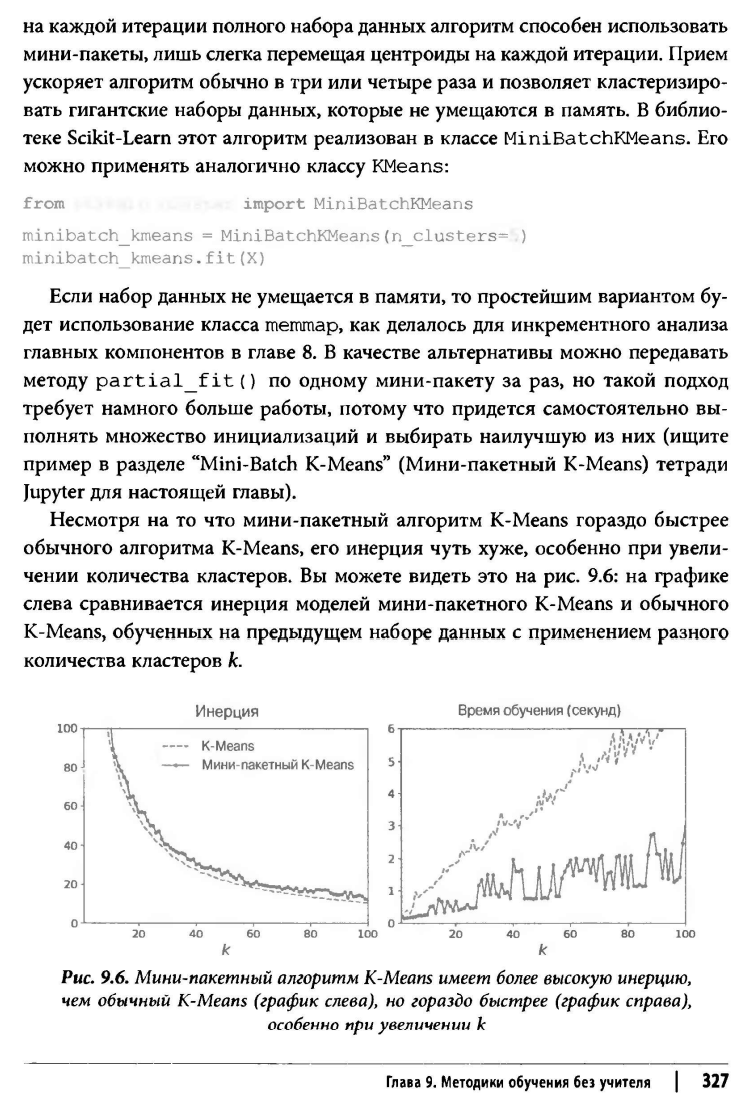 на каждой итерации полного набора данных алгоритм способен использовать
мини-пакеты, лишь слегка перемещая центроиды на каждой итерации. Прием
ускоряет алгоритм обычно в три или четыре раза и позволяет кластеризиро-
вать гигантские наборы данных, которые не умещаются в память. В библио-
теке Scikit-Learn этот алгоритм реализован в классе MiniBatchKMeans. Его
можно применять аналогично классу KMeans:
from import MiniBatchKMeans
minibatch_kmeans = MiniBatchKMeans(n_clusters= )
minibatch_kmeans.fit(X)
Если набор данных не умещается в памяти, то простейшим вариантом бу-
дет использование класса memmap, как делалось для инкрементного анализа
главных компонентов в главе 8. В качестве альтернативы можно передавать
методу partial_fit() по одному мини-пакету за раз, но такой подход
требует намного больше работы, потому что придется самостоятельно вы-
полнять множество инициализаций и выбирать наилучшую из них (ищите
пример в разделе “Mini-Batch K-Means” (Мини-пакетный K-Means) тетради
Jupyter для настоящей главы).
Несмотря на то что мини-пакетный алгоритм K-Means гораздо быстрее
обычного алгоритма K-Means, его инерция чуть хуже, особенно при увели-
чении количества кластеров. Вы можете видеть это на рис. 9.6: на графике
слева сравнивается инерция моделей мини-пакетного K-Means и обычного
K-Means, обученных на предыдущем наборе данных с применением разного
количества кластеров k.
Инерция
100
80
60
40
20
0
K-Means
Мини-пакетный K-Means
20 40 60 80 100
k
Время обучения (секунд)
6
5
4
3
2
1
0
20 40 60 80 100
k
Рис. 9.6. Мини-пакетный алгоритм K-Means имеет более высокую инерцию,
чем обычный K-Means (график слева), но гораздо быстрее (график справа),
особенно при увеличении k
Глава 9. Методики обучения без учителя | 327